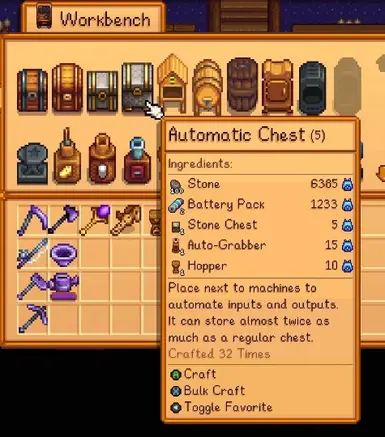 Workbench
Automatic Chest (5)
Ingredients:
Stone 6385
Battery Pack 1233
Stone Chest 5
Auto-Grabber 15
Hopper 10
Place next to machines to
automate inputs and outputs.
It can store almost twice as
much as a regular chest.
Crafted 32 Times
Craft
Bulk Craft
Toggle Favorite